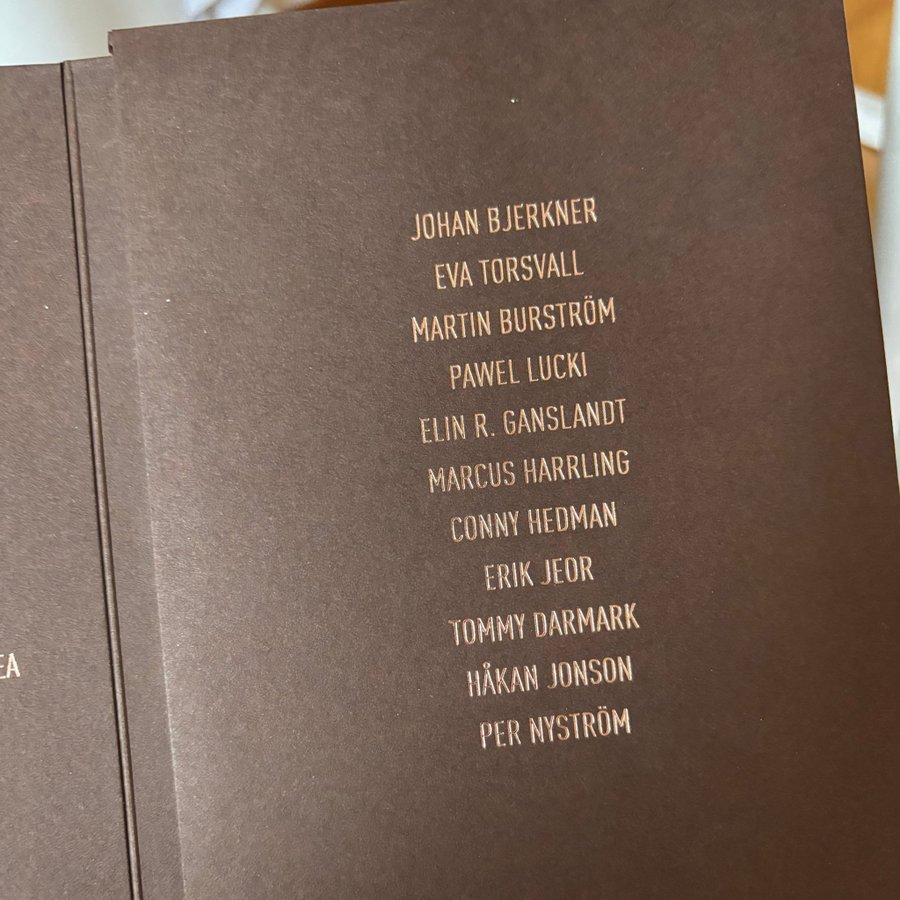 JOHAN BJERKNER
EVA TORSVALL
MARTIN BURSTRÖM
PAWEL LUCKI
ELIN R. GANSLANDT
MARCUS HARRLING
CONNY HEDMAN
ERIK JEOR
TOMMY DARMARK
HÅKAN JONSON
PER NYSTRÖM